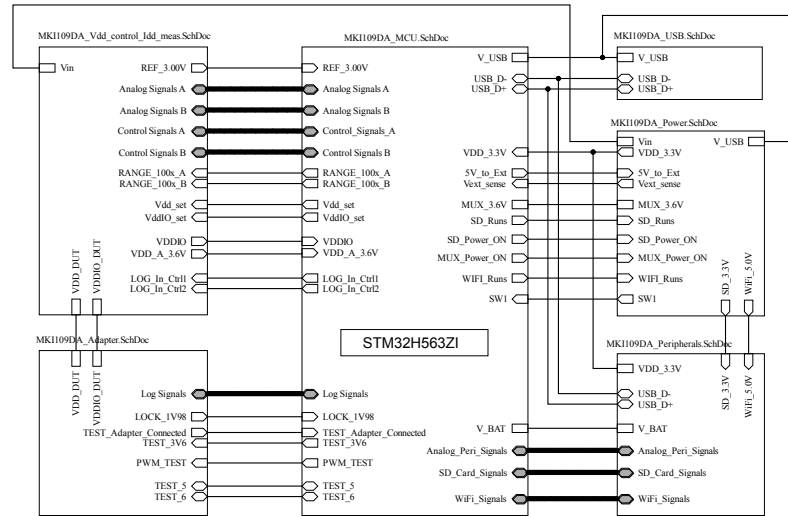 MKI109DA_Vdd_control_Idd_meas.SchDoc
Vin
REF_3.00V
Analog Signals A
Analog Signals B
Control Signals A
Control Signals B
RANGE_100x_A
RANGE_100x_B
Vdd_set
VddIO_set
VDDIO
VDD_A_3.6V
LOG_In_Ctrl1
LOG_In_Ctrl2
VDD_DUT
VDDIO_DUT
MKI109DA_Adapter.SchDoc
VDD_DUT
VDDIO_DUT
Log Signals
LOCK_1V98
TEST_Adapter_Connected
TEST_3V6
PWM_TEST
TEST_5
TEST_6
MKI109DA_MCU.SchDoc
REF_3.00V
Analog Signals A
Analog Signals B
Control_Signals_A
Control Signals B
RANGE_100x_A
RANGE_100x_B
Vdd_set
VddIO_set
VDDIO
VDD_A_3.6V
LOG_In_Ctrl1
LOG_In_Ctrl2
STM32H563ZI
Log Signals
LOCK_1V98
TEST_Adapter_Connected
TEST_3V6
PWM_TEST
TEST_5
TEST_6
V_USB
USB_D-
USB_D+
VDD_3.3V
5V_to_Ext
Vext_sense
MUX_3.6V
SD_Runs
SD_Power_ON
MUX_Power_ON
WIFI_Runs
SW1
V_BAT
Analog_Peri_Signals
SD_Card_Signals
WiFi_Signals
MKI109DA_USB.SchDoc
V_USB
USB_D-
USB_D+
MKI109DA_Power.SchDoc
Vin
V_USB
VDD_3.3V
5V_to_Ext
Vext_sense
MUX_3.6V
SD_Runs
SD_Power_ON
MUX_Power_ON
WIFI_Runs
SW1
SD_3.3V
WiFi_5.0V
MKI109DA_Peripherals.SchDoc
VDD_3.3V
SD_3.3V
WiFi_5.0V
USB_D-
USB_D+
V_BAT
Analog_Peri_Signals
SD_Card_Signals
WiFi_Signals